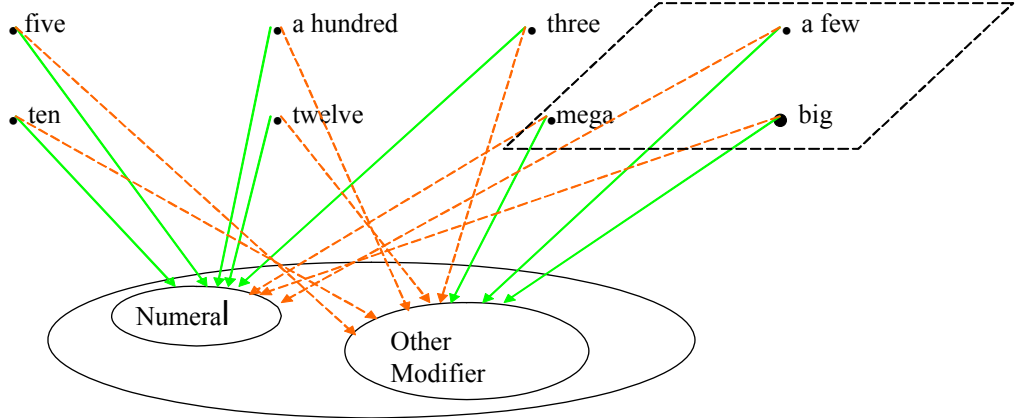 five
a hundred
three
a few
ten
twelve
mega
big
Numeral
Other
Modifier